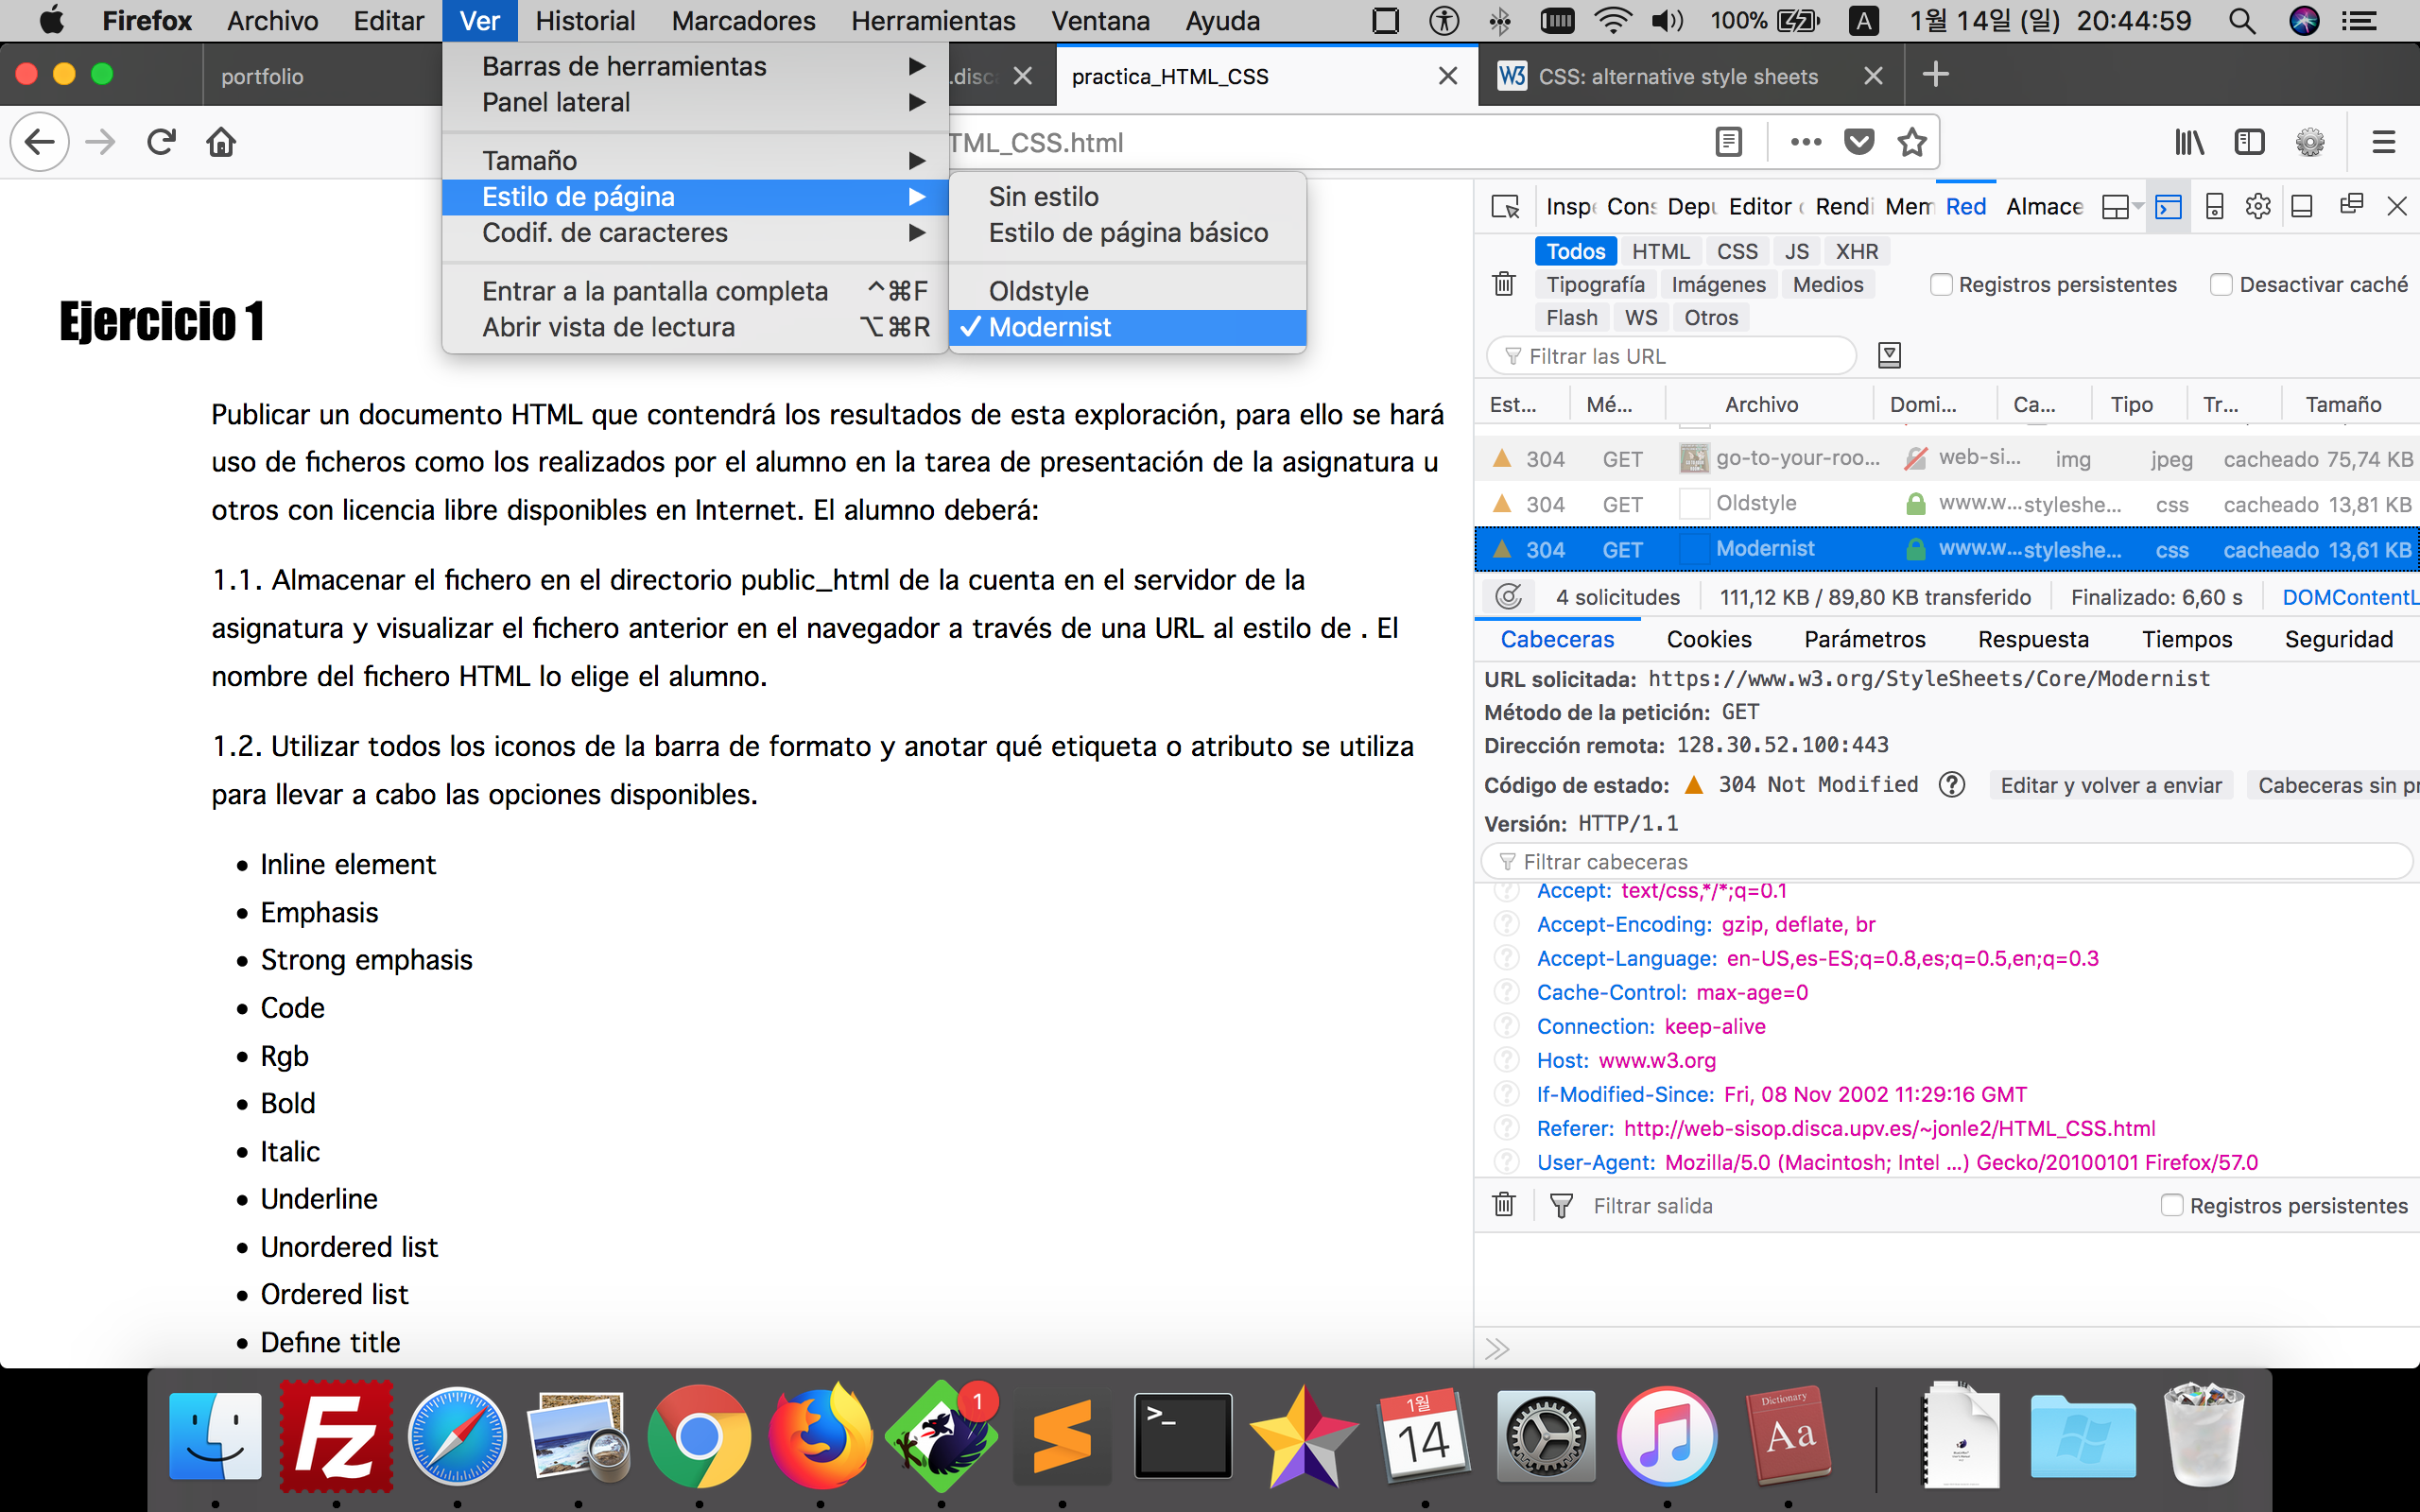 Firefox Archivo Editar Ver Historial Marcadores Herramientas Ventana Ayuda 100% A 1월 14일 (일) 20:44:59
portfolio .disca practica_HTML_CSS W3 CSS: alternative style sheets
TML_CSS.html
Barras de herramientas
Panel lateral
Tamaño
Estilo de página
Codif. de caracteres
Entrar a la pantalla completa ^⌘F
Abrir vista de lectura ⌥⌘R
Sin estilo
Estilo de página básico
Oldstyle
✓ Modernist
Ejercicio 1
Publicar un documento HTML que contendrá los resultados de esta exploración, para ello se hará
uso de ficheros como los realizados por el alumno en la tarea de presentación de la asignatura u
otros con licencia libre disponibles en Internet. El alumno deberá:
1.1. Almacenar el fichero en el directorio public_html de la cuenta en el servidor de la
asignatura y visualizar el fichero anterior en el navegador a través de una URL al estilo de . El
nombre del fichero HTML lo elige el alumno.
1.2. Utilizar todos los iconos de la barra de formato y anotar qué etiqueta o atributo se utiliza
para llevar a cabo las opciones disponibles.
• Inline element
• Emphasis
• Strong emphasis
• Code
• Rgb
• Bold
• Italic
• Underline
• Unordered list
• Ordered list
• Define title
Inspe Cons Depu Editor Rendi Mem Red Almace
Todos HTML CSS JS XHR
Tipografía Imágenes Medios Registros persistentes Desactivar caché
Flash WS Otros
Filtrar las URL
Est... Mé... Archivo Domi... Ca... Tipo Tr... Tamaño
304 GET go-to-your-roo... web-si... img jpeg cacheado 75,74 KB
304 GET Oldstyle www.w... styleshe... css cacheado 13,81 KB
304 GET Modernist www.w... styleshe... css cacheado 13,61 KB
4 solicitudes 111,12 KB / 89,80 KB transferido Finalizado: 6,60 s DOMContentL
Cabeceras Cookies Parámetros Respuesta Tiempos Seguridad
URL solicitada: https://www.w3.org/StyleSheets/Core/Modernist
Método de la petición: GET
Dirección remota: 128.30.52.100:443
Código de estado: 304 Not Modified ? Editar y volver a enviar Cabeceras sin pr
Versión: HTTP/1.1
Filtrar cabeceras
Accept: text/css,*/*;q=0.1
Accept-Encoding: gzip, deflate, br
Accept-Language: en-US,es-ES;q=0.8,es;q=0.5,en;q=0.3
Cache-Control: max-age=0
Connection: keep-alive
Host: www.w3.org
If-Modified-Since: Fri, 08 Nov 2002 11:29:16 GMT
Referer: http://web-sisop.disca.upv.es/~jonle2/HTML_CSS.html
User-Agent: Mozilla/5.0 (Macintosh; Intel ...) Gecko/20100101 Firefox/57.0
Filtrar salida Registros persistentes
Fz K 1 >_ 1월 14 Dictionary Aa